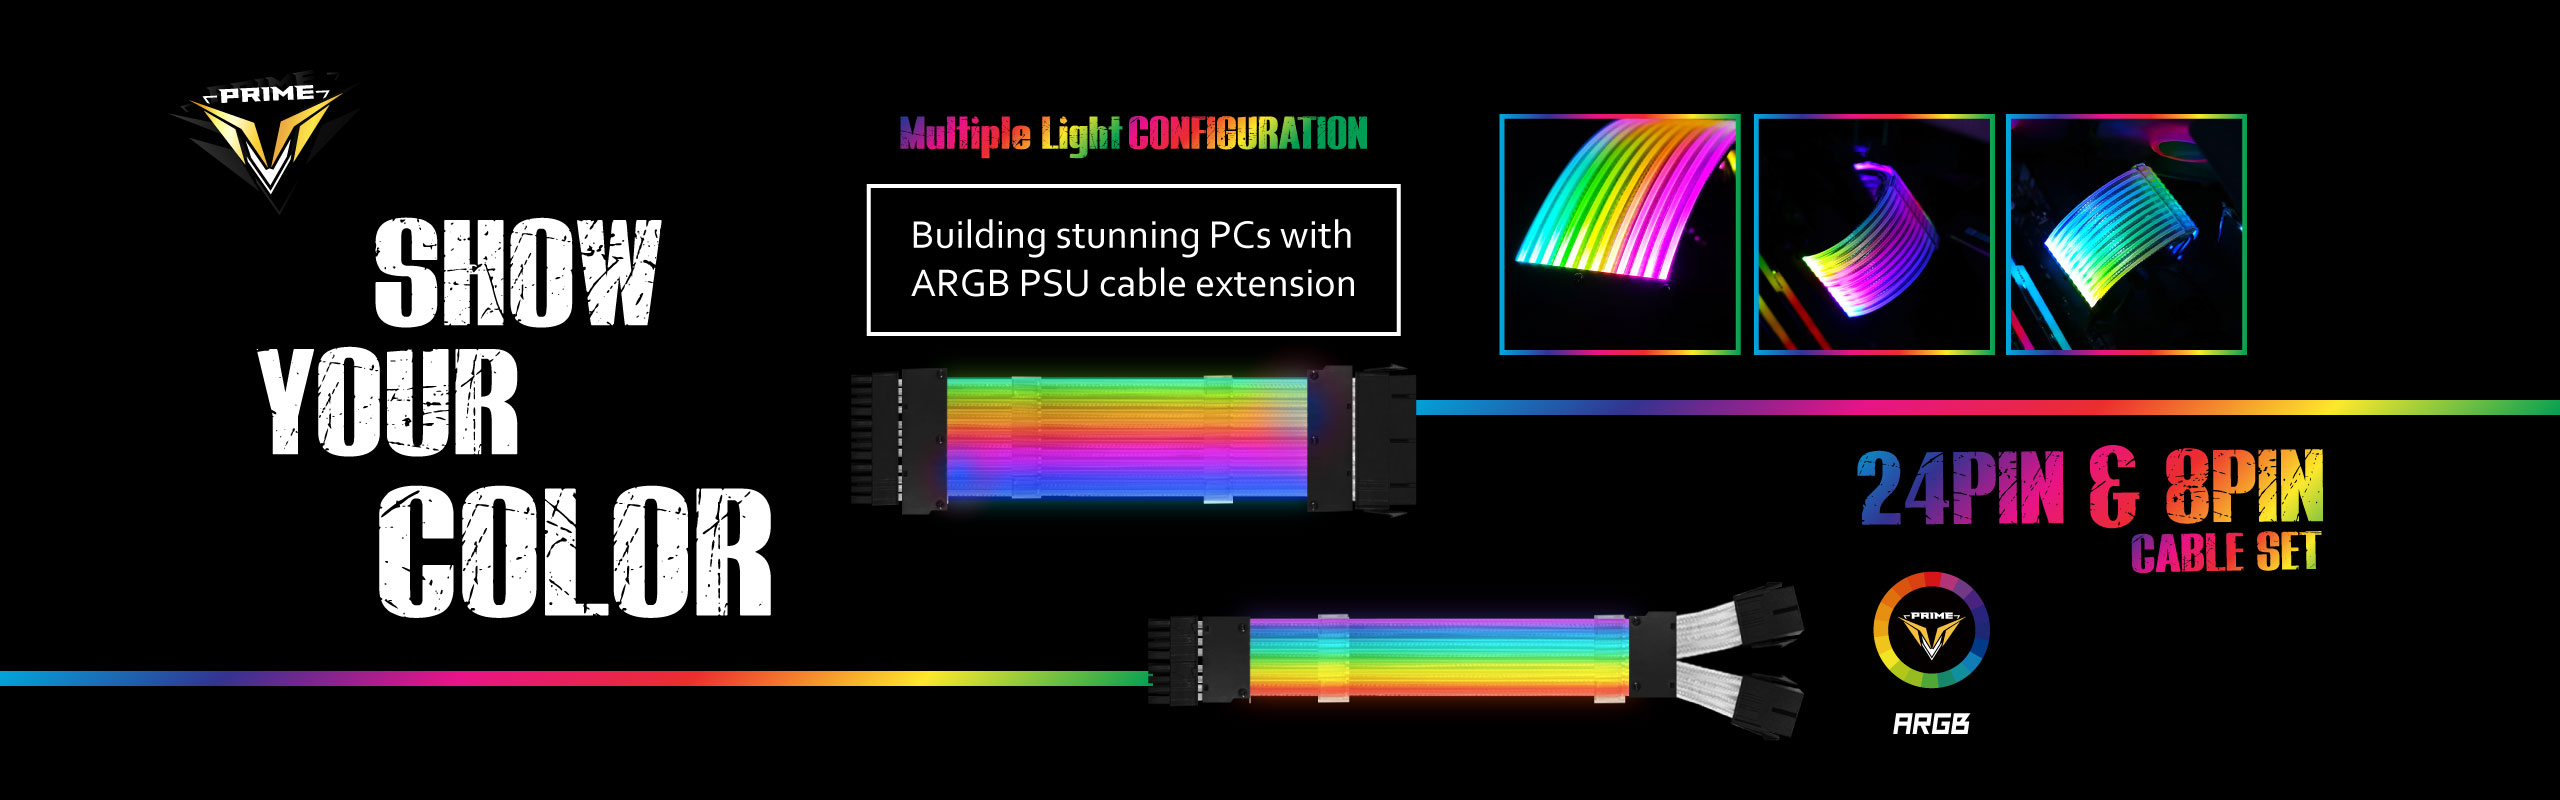 PRIME
SHOW
YOUR
COLOR
Multiple Light CONFIGURATION
Building stunning PCs with
ARGB PSU cable extension
24PIN & 8PIN
CABLE SET
PRIME
ARGB